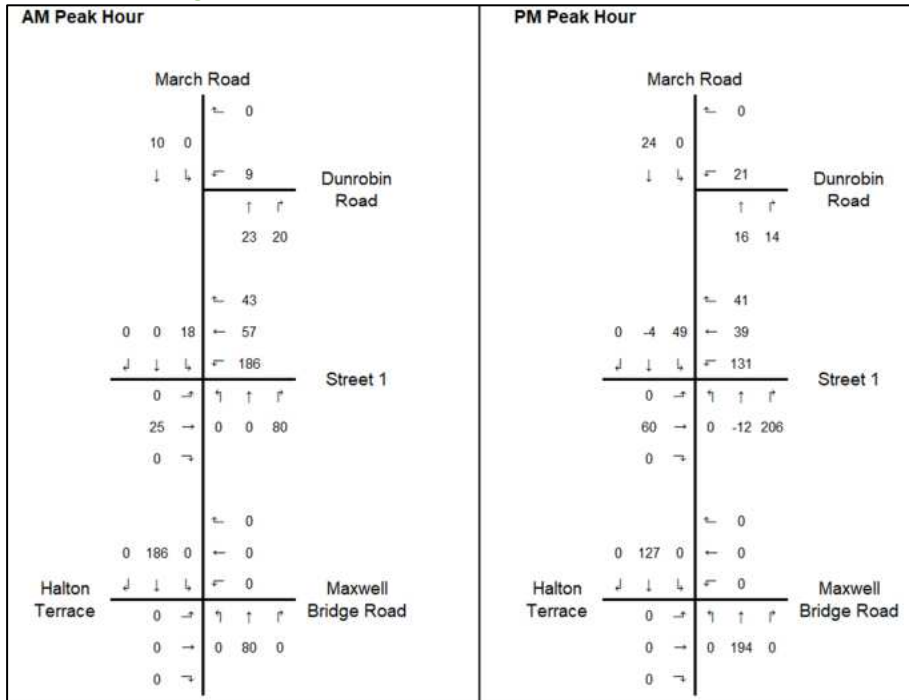 AM Peak Hour
March Road
↰ 0
10 0
↓ ↳ ↰ 9 Dunrobin
Road
↑ ↱
23 20
↰ 43
0 0 18 ← 57
↲ ↓ ↳ ↰ 186
Street 1
0 ↱ ↰ ↑ ↱
25 → 0 0 80
0 ↴
↰ 0
0 186 0 ← 0
↲ ↓ ↳ ↰ 0
Halton
Terrace
Maxwell
Bridge Road
0 ↱ ↰ ↑ ↱
0 → 0 80 0
0 ↴
PM Peak Hour
March Road
↰ 0
24 0
↓ ↳ ↰ 21 Dunrobin
Road
↑ ↱
16 14
↰ 41
0 -4 49 ← 39
↲ ↓ ↳ ↰ 131
Street 1
0 ↱ ↰ ↑ ↱
60 → 0 -12 206
0 ↴
↰ 0
0 127 0 ← 0
↲ ↓ ↳ ↰ 0
Halton
Terrace
Maxwell
Bridge Road
0 ↱ ↰ ↑ ↱
0 → 0 194 0
0 ↴